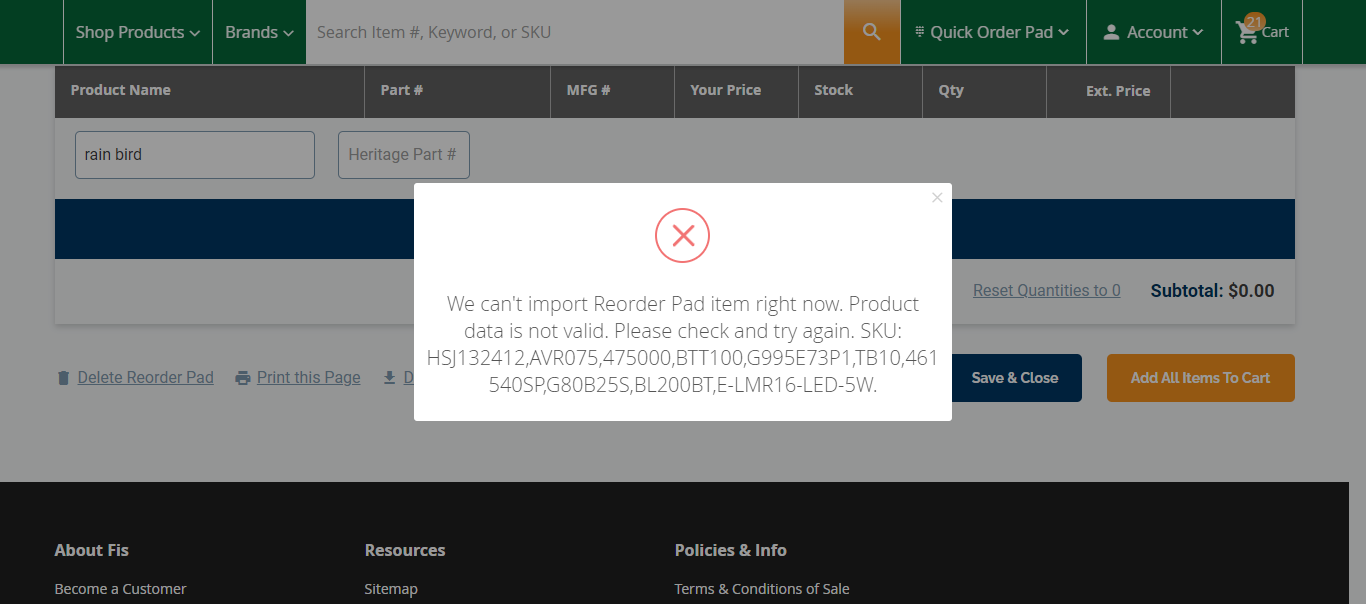 Shop Products
Brands
Search Item #, Keyword, or SKU
Quick Order Pad
Account
21
Cart
Product Name
Part #
MFG #
Your Price
Stock
Qty
Ext. Price
rain bird
Heritage Part #
We can't import Reorder Pad item right now. Product
data is not valid. Please check and try again. SKU:
HSJ132412,AVR075,475000,BTT100,G995E73P1,TB10,461
540SP,G80B25S,BL200BT,E-LMR16-LED-5W.
Reset Quantities to 0
Subtotal: $0.00
Delete Reorder Pad
Print this Page
D
Save & Close
Add All Items To Cart
About Fis
Resources
Policies & Info
Become a Customer
Sitemap
Terms & Conditions of Sale